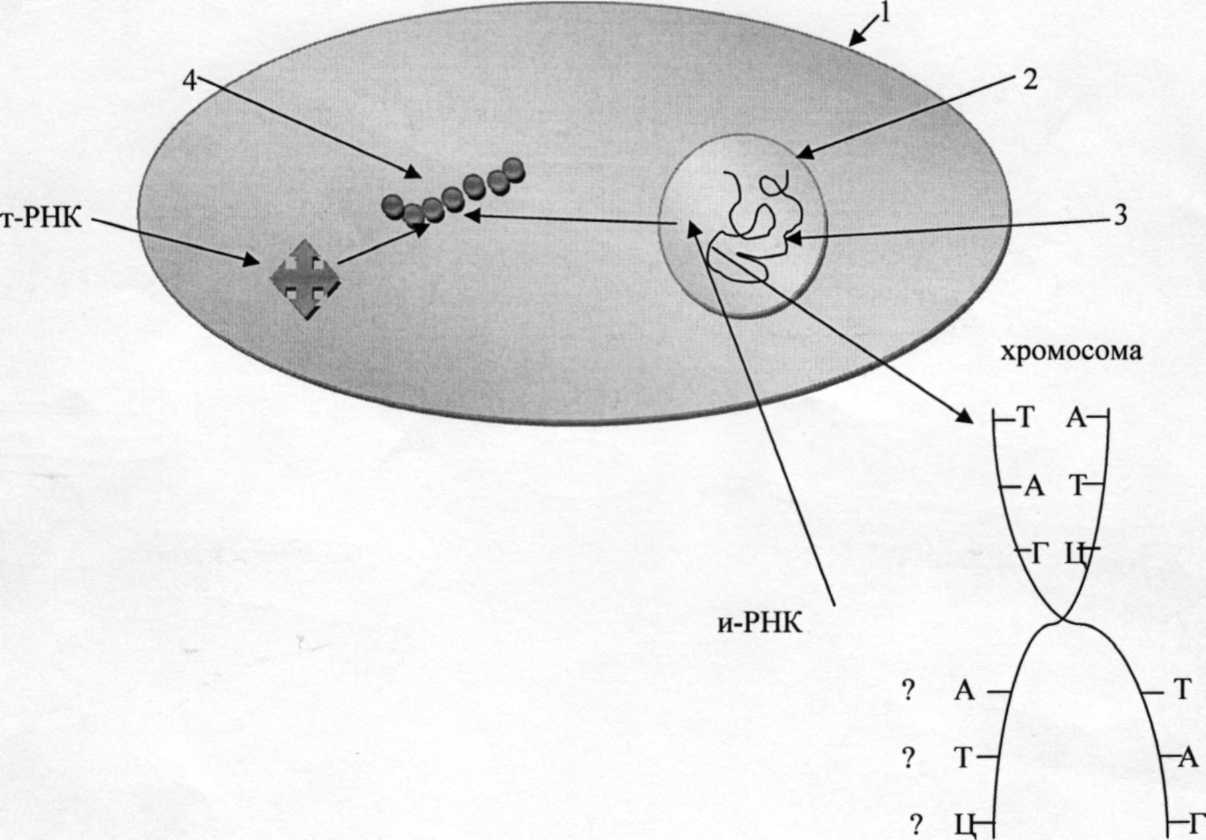 1
4
2
т-РНК
3
хромосома
Т А
А Т
Г Ц
и-РНК
? А Т
? Т А
? Ц Г